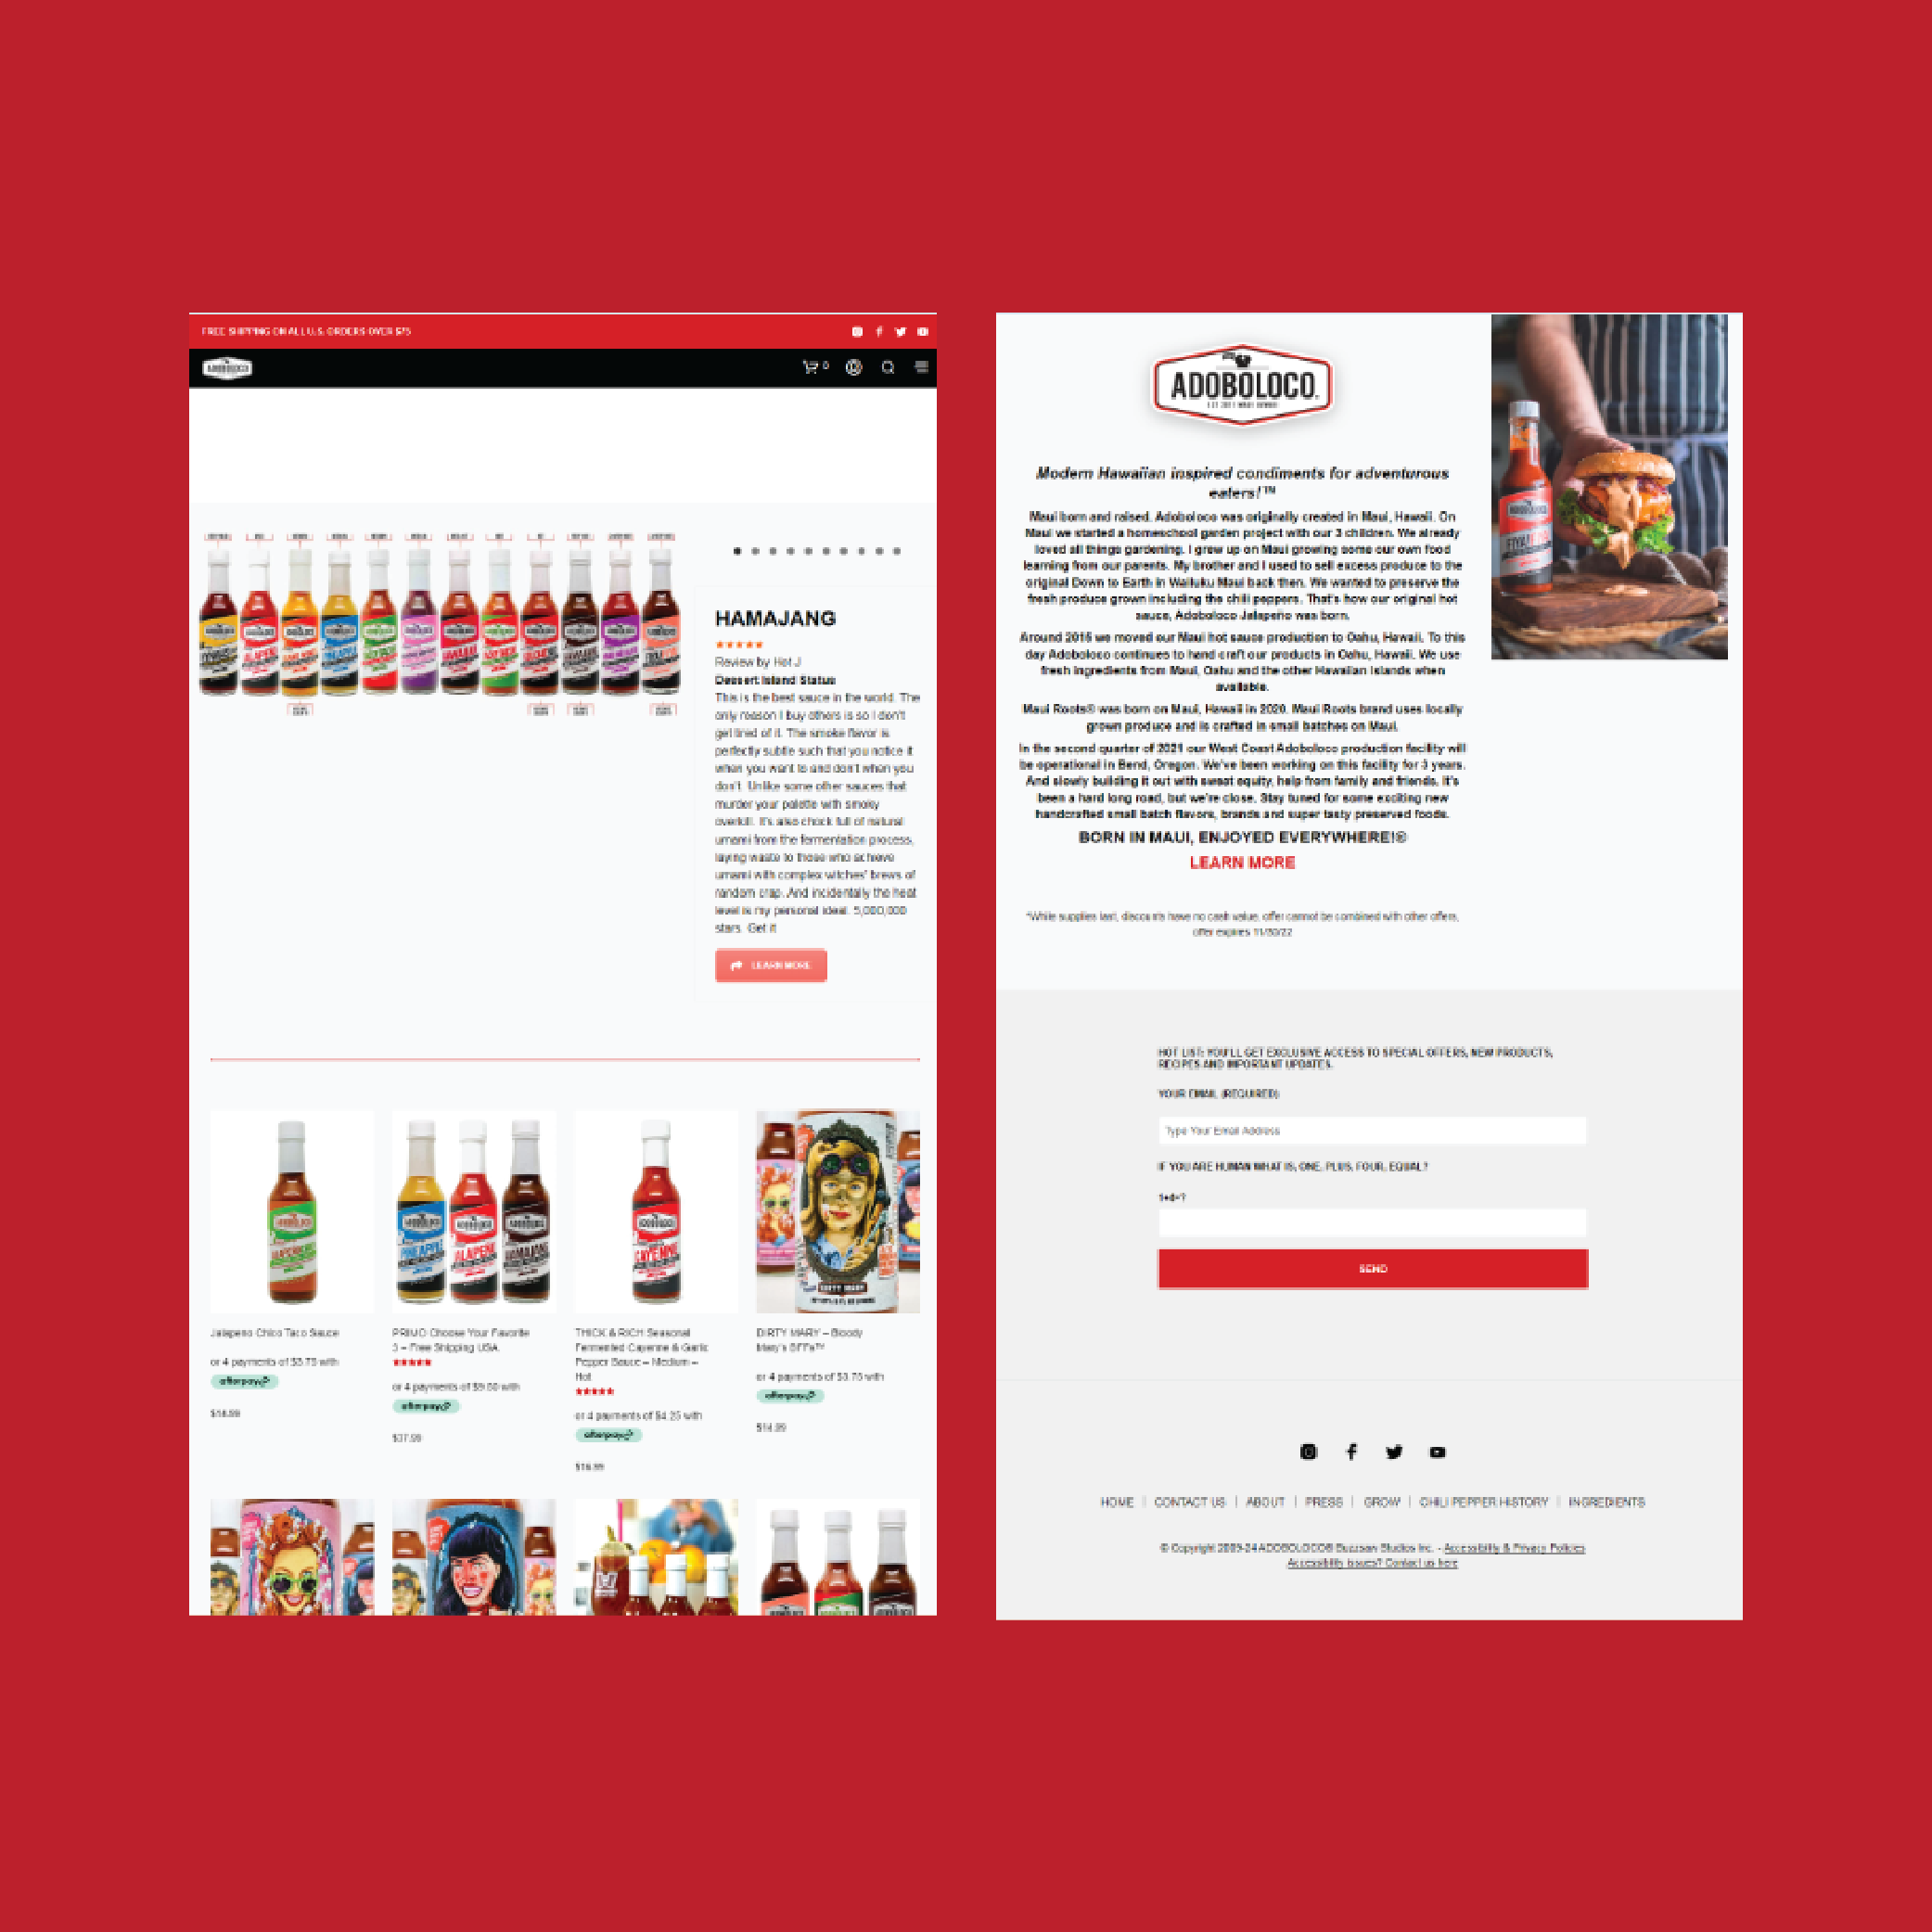 FREE SHIPPING ON ALL U.S. ORDERS OVER $75
ADOBOLOCO
0
HAMAJANG
Review by Hot J
Dessert Island Status
This is the best sauce in the world. The
only reason I buy others is so I don't
get tired of it. The smoke flavor is
perfectly subtle such that you notice it
when you want to and don't when you
don't. Unlike some other sauces that
murder your palette with smoky
overkill. It's also chock full of natural
umami from the fermentation process,
laying waste to those who achieve
umami with complex witches' brews of
random crap. And incidentally the heat
level is my personal ideal. 5,000,000
stars. Get it
LEARN MORE
ADOBOLOCO
PINEAPPLE
JALAPENO
HAMAJANG
CAYENNE
DIRTY MARY
Jalapeno Chico Taco Sauce
or 4 payments of $3.75 with
afterpay
$14.99
PRIMO Choose Your Favorite
3 – Free Shipping USA
or 4 payments of $9.50 with
afterpay
$37.99
THICK & RICH Seasonal
Fermented Cayenne & Garlic
Pepper Sauce – Medium –
Hot
or 4 payments of $4.25 with
afterpay
$16.99
DIRTY MARY – Bloody
Mary's BFFs™
or 4 payments of $3.75 with
afterpay
$14.99
ADOBOLOCO
Modern Hawaiian inspired condiments for adventurous
eaters!™
Maui born and raised. Adoboloco was originally created in Maui, Hawaii. On
Maui we started a homeschool garden project with our 3 children. We already
loved all things gardening. I grew up on Maui growing some our own food
learning from our parents. My brother and I used to sell excess produce to the
original Down to Earth in Wailuku Maui back then. We wanted to preserve the
fresh produce grown including the chili peppers. That's how our original hot
sauce, Adoboloco Jalapeño was born.
Around 2015 we moved our Maui hot sauce production to Oahu, Hawaii. To this
day Adoboloco continues to hand craft our products in Oahu, Hawaii. We use
fresh ingredients from Maui, Oahu and the other Hawaiian Islands when
available.
Maui Roots® was born on Maui, Hawaii in 2020. Maui Roots brand uses locally
grown produce and is crafted in small batches on Maui.
In the second quarter of 2021 our West Coast Adoboloco production facility will
be operational in Bend, Oregon. We've been working on this facility for 3 years.
And slowly building it out with sweat equity, help from family and friends. It's
been a hard long road, but we're close. Stay tuned for some exciting new
handcrafted small batch flavors, brands and super tasty preserved foods.
BORN IN MAUI, ENJOYED EVERYWHERE!®
LEARN MORE
*While supplies last, discounts have no cash value, offer cannot be combined with other offers,
offer expires 11/30/22
ADOBOLOCO
FIYA!FIYA!
HOT LIST: YOU'LL GET EXCLUSIVE ACCESS TO SPECIAL OFFERS, NEW PRODUCTS,
RECIPES AND IMPORTANT UPDATES.
YOUR EMAIL (REQUIRED)
Type Your Email Address
IF YOU ARE HUMAN WHAT IS, ONE, PLUS, FOUR, EQUAL?
1+4=?
SEND
HOME | CONTACT US | ABOUT | PRESS | GROW | CHILI PEPPER HISTORY | INGREDIENTS
© Copyright 2009-24 ADOBOLOCO® Buzzsaw Studios Inc. - Accessibility & Privacy Policies
Accessibility Issues? Contact us here